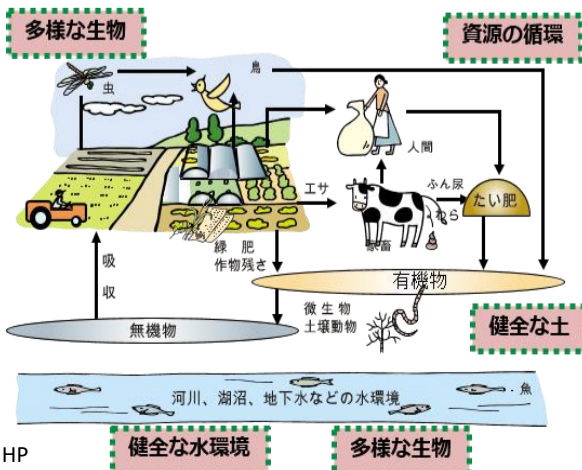 多様な生物
資源の循環
虫
鳥
人間
エサ
ふん尿
わら
たい肥
家畜
緑肥
作物残さ
吸収
有機物
微生物
土壌動物
無機物
健全な土
河川、湖沼、地下水などの水環境
・魚
健全な水環境
多様な生物
HP